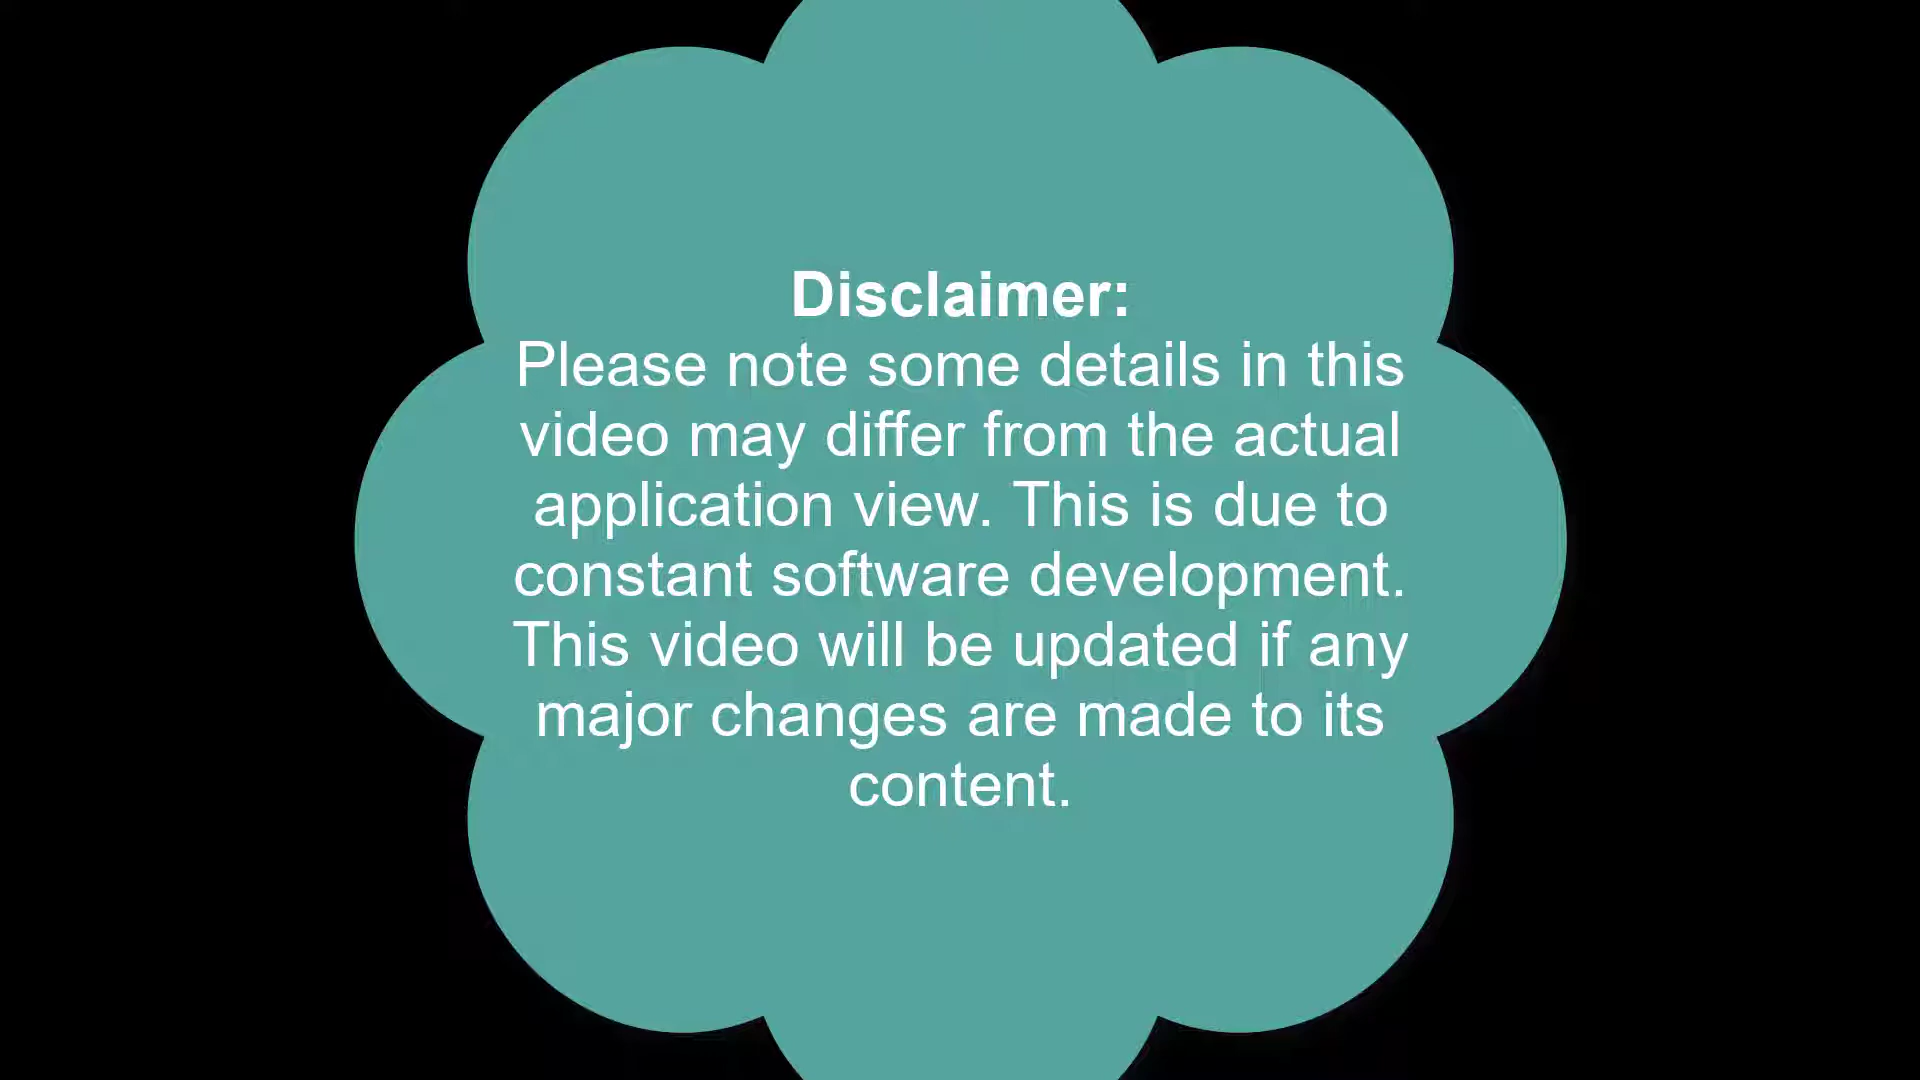 Disclaimer:
Please note some details in this
video may differ from the actual
application view. This is due to
constant software development.
This video will be updated if any
major changes are made to its
content.